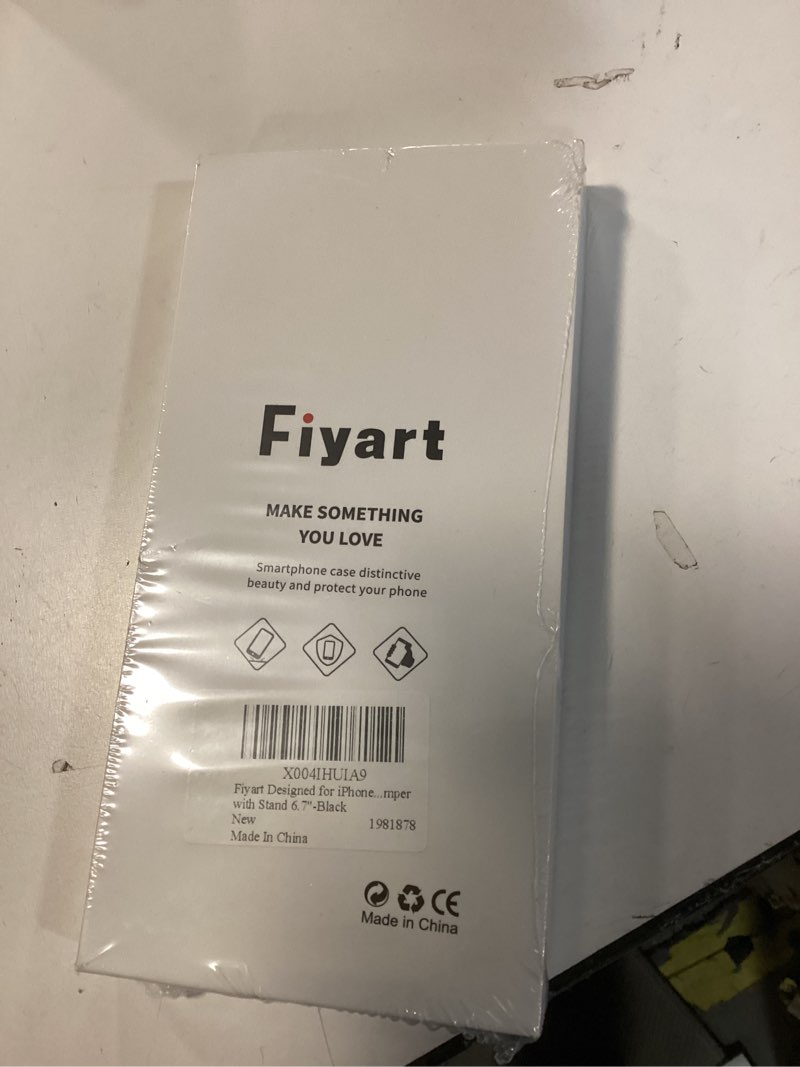 Fiyart
MAKE SOMETHING
YOU LOVE
Smartphone case distinctive
beauty and protect your phone
X004IHUIA9
Fiyart Designed for iPhone...mper
with Stand 6.7"-Black
New
1981878
Made In China
CE
Made in China